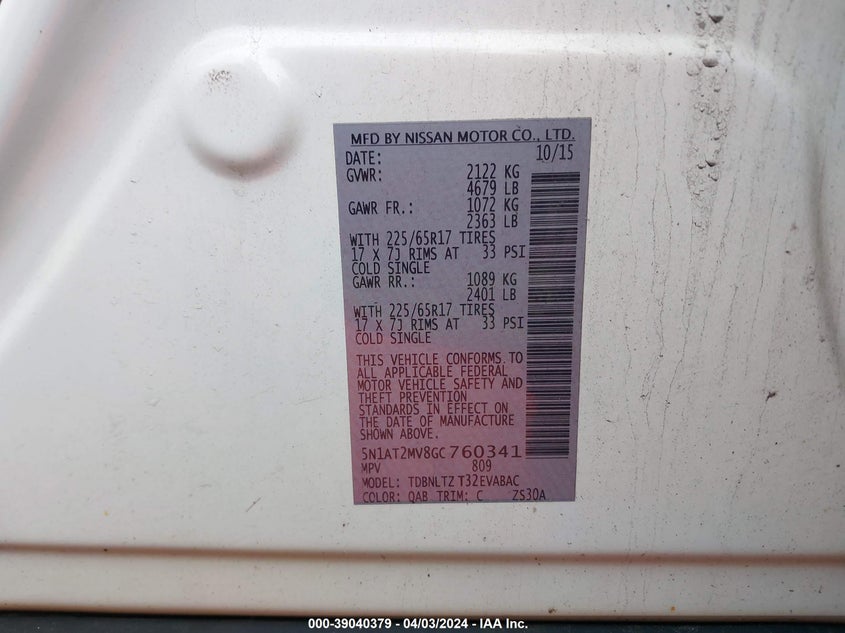 MFD BY NISSAN MOTOR CO., LTD.
DATE: 10/15
GVWR: 2122 KG
4679 LB
GAWR FR.: 1072 KG
2363 LB
WITH 225/65R17 TIRES
17 X 7J RIMS AT 33 PSI
COLD SINGLE
GAWR RR.: 1089 KG
2401 LB
WITH 225/65R17 TIRES
17 X 7J RIMS AT 33 PSI
COLD SINGLE
THIS VEHICLE CONFORMS TO
ALL APPLICABLE FEDERAL
MOTOR VEHICLE SAFETY AND
THEFT PREVENTION
STANDARDS IN EFFECT ON
THE DATE OF MANUFACTURE
SHOWN ABOVE.
5N1AT2MV8GC760341
MPV 809
MODEL: TDBNLTZ T32EVABAC
COLOR: QAB TRIM: C ZS30A
000-39040379 - 04/03/2024 - IAA Inc.